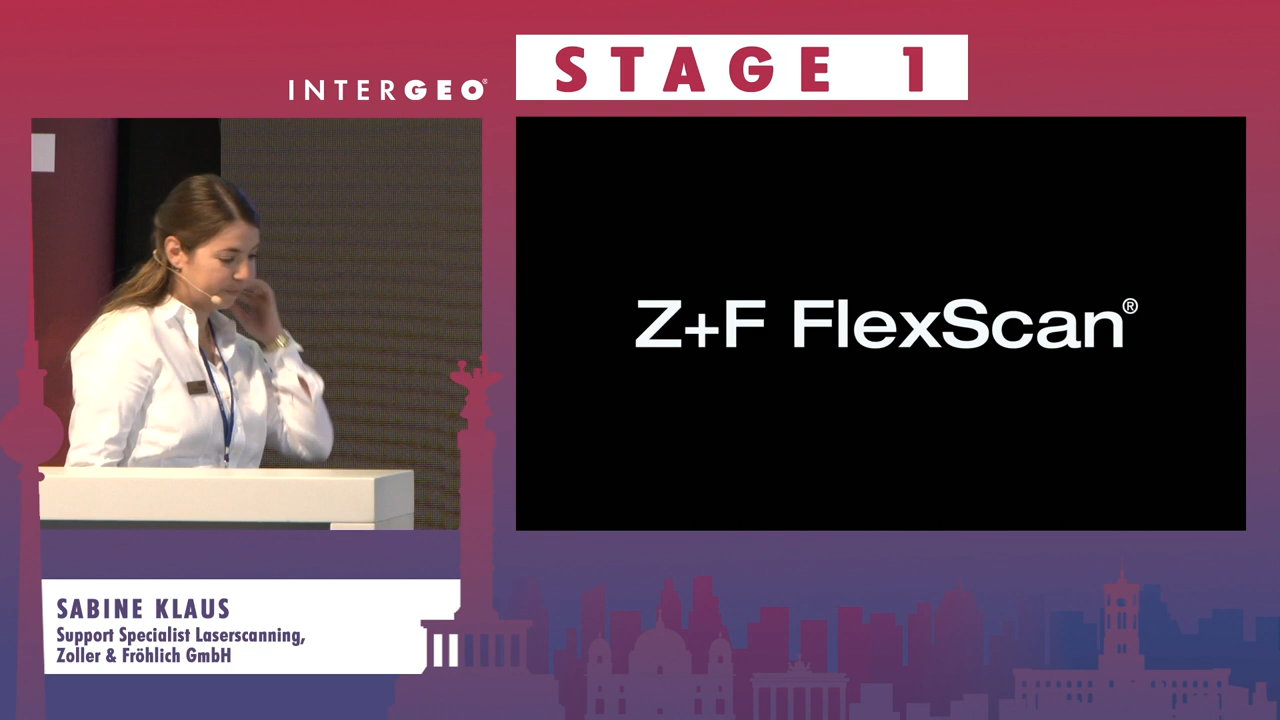 INTERGEO®
STAGE 1
Z+F FlexScan®
SABINE KLAUS
Support Specialist Laserscanning,
Zoller & Fröhlich GmbH